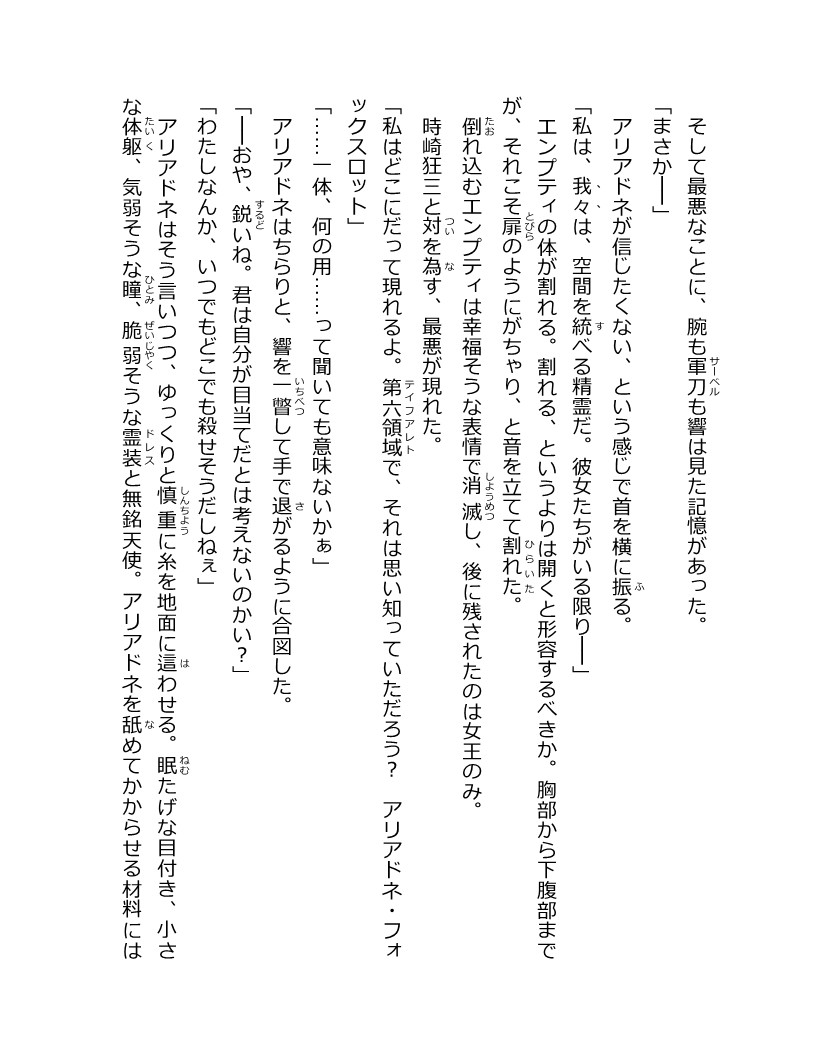 そして最悪なことに、腕も軍刀も響は見た記憶があった。
「まさか──」
アリアドネが信じたくない、という感じで首を横に振る。
「私は、我々は、空間を統べる精霊だ。彼女たちがいる限り──」
エンプティの体が割れる。割れる、というよりは開くと形容するべきか。胸部から下腹部まで
が、それこそ扉のようにがちゃり、と音を立てて割れた。
倒れ込むエンプティは幸福そうな表情で消滅し、後に残されたのは女王のみ。
時崎狂三と対を為す、最悪が現れた。
「私はどこにだって現れるよ。第六領域で、それは思い知っていただろう？　アリアドネ・フォ
ックスロット」
「……一体、何の用……って聞いても意味ないかぁ」
アリアドネはちらりと、響を一瞥して手で退がるように合図した。
「──おや、鋭いね。君は自分が目当てだとは考えないのかい？」
「わたしなんか、いつでもどこでも殺せそうだしねぇ」
アリアドネはそう言いつつ、ゆっくりと慎重に糸を地面に這わせる。眠たげな目付き、小さ
な体躯、気弱そうな瞳、脆弱そうな霊装と無銘天使。アリアドネを舐めてかからせる材料には